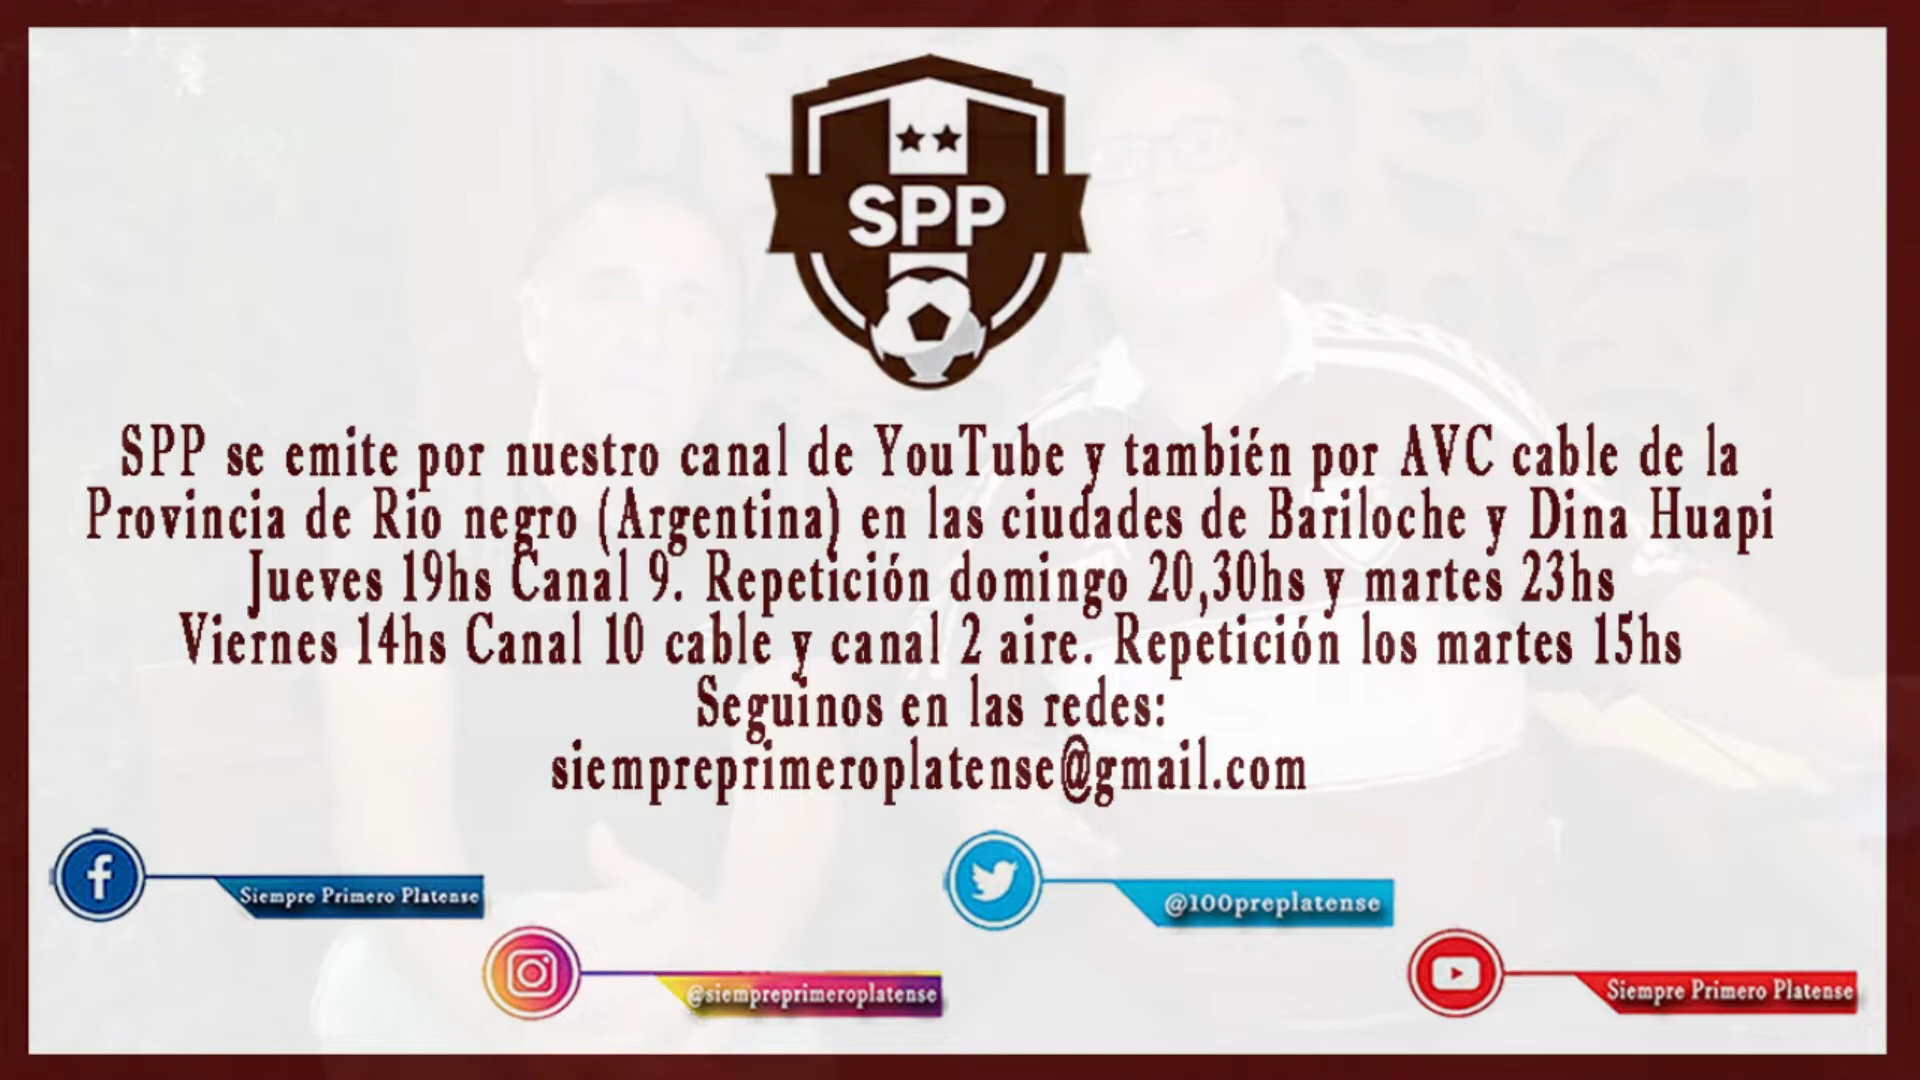 SPP
SPP se emite por nuestro canal de YouTube y también por AVC cable de la
Provincia de Rio negro (Argentina) en las ciudades de Bariloche y Dina Huapi
Jueves 19hs Canal 9. Repetición domingo 20,30hs y martes 23hs
Viernes 14hs Canal 10 cable y canal 2 aire. Repetición los martes 15hs
Seguinos en las redes:
siempreprimeroplatense@gmail.com
Siempre Primero Platense
@100preplatense
@siempreprimeroplatense
Siempre Primero Platense